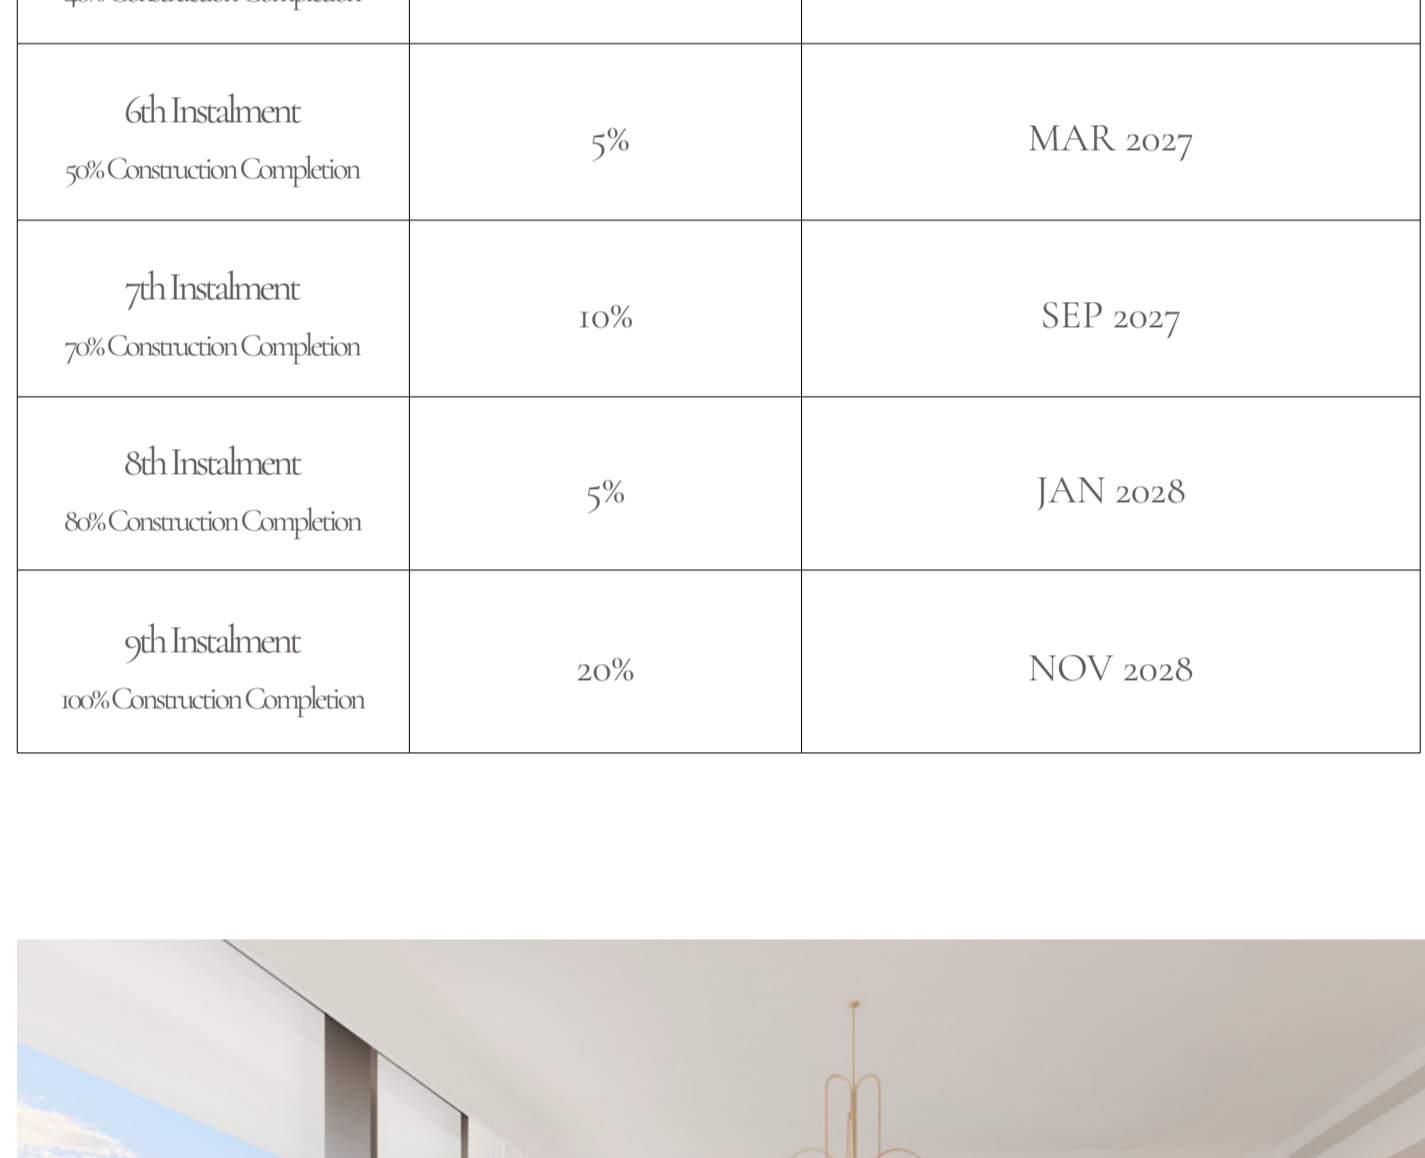 6th Instalment
50% Construction Completion
5%
MAR 2027
7th Instalment
70% Construction Completion
10%
SEP 2027
8th Instalment
80% Construction Completion
5%
JAN 2028
9th Instalment
100% Construction Completion
20%
NOV 2028